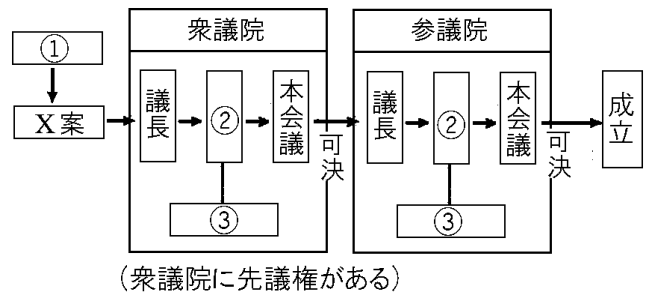 衆議院
参議院
①
X案
議長
②
本会議
可決
③
議長
②
本会議
可決
③
成立
(衆議院に先議権がある)